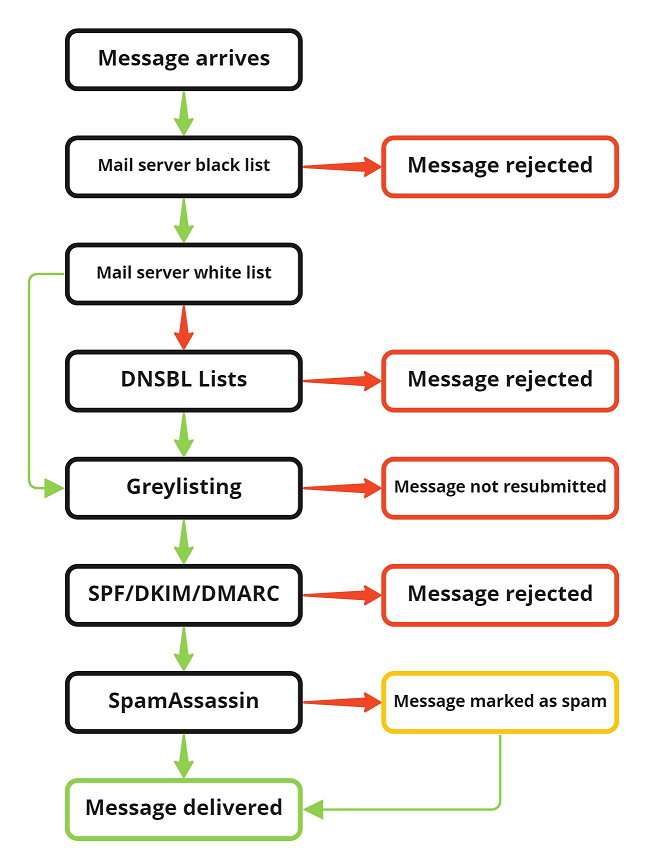 Message arrives
Mail server black list
Message rejected
Mail server white list
DNSBL Lists
Message rejected
Greylisting
Message not resubmitted
SPF/DKIM/DMARC
Message rejected
SpamAssassin
Message marked as spam
Message delivered